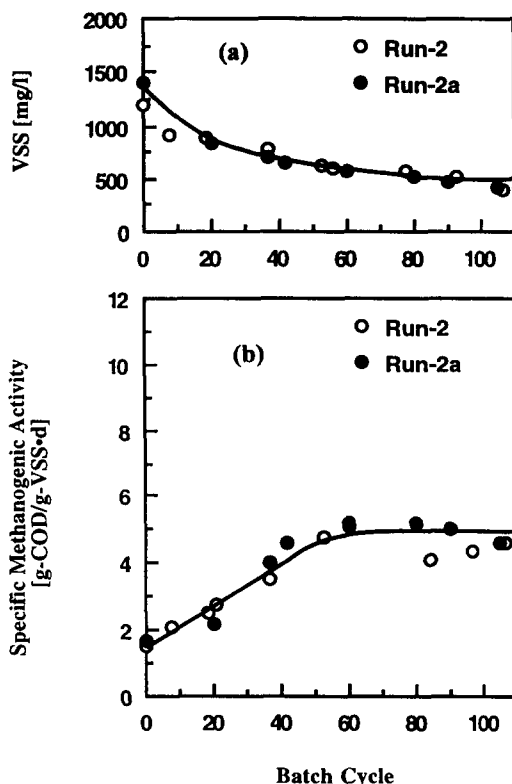 2000
1500
1000
500
0
VSS [mg/l]
(a)
Run-2
Run-2a
0 20 40 60 80 100
12
10
8
6
4
2
0
Specific Methanogenic Activity
[g-COD/g-VSS•d]
(b)
Run-2
Run-2a
0 20 40 60 80 100
Batch Cycle